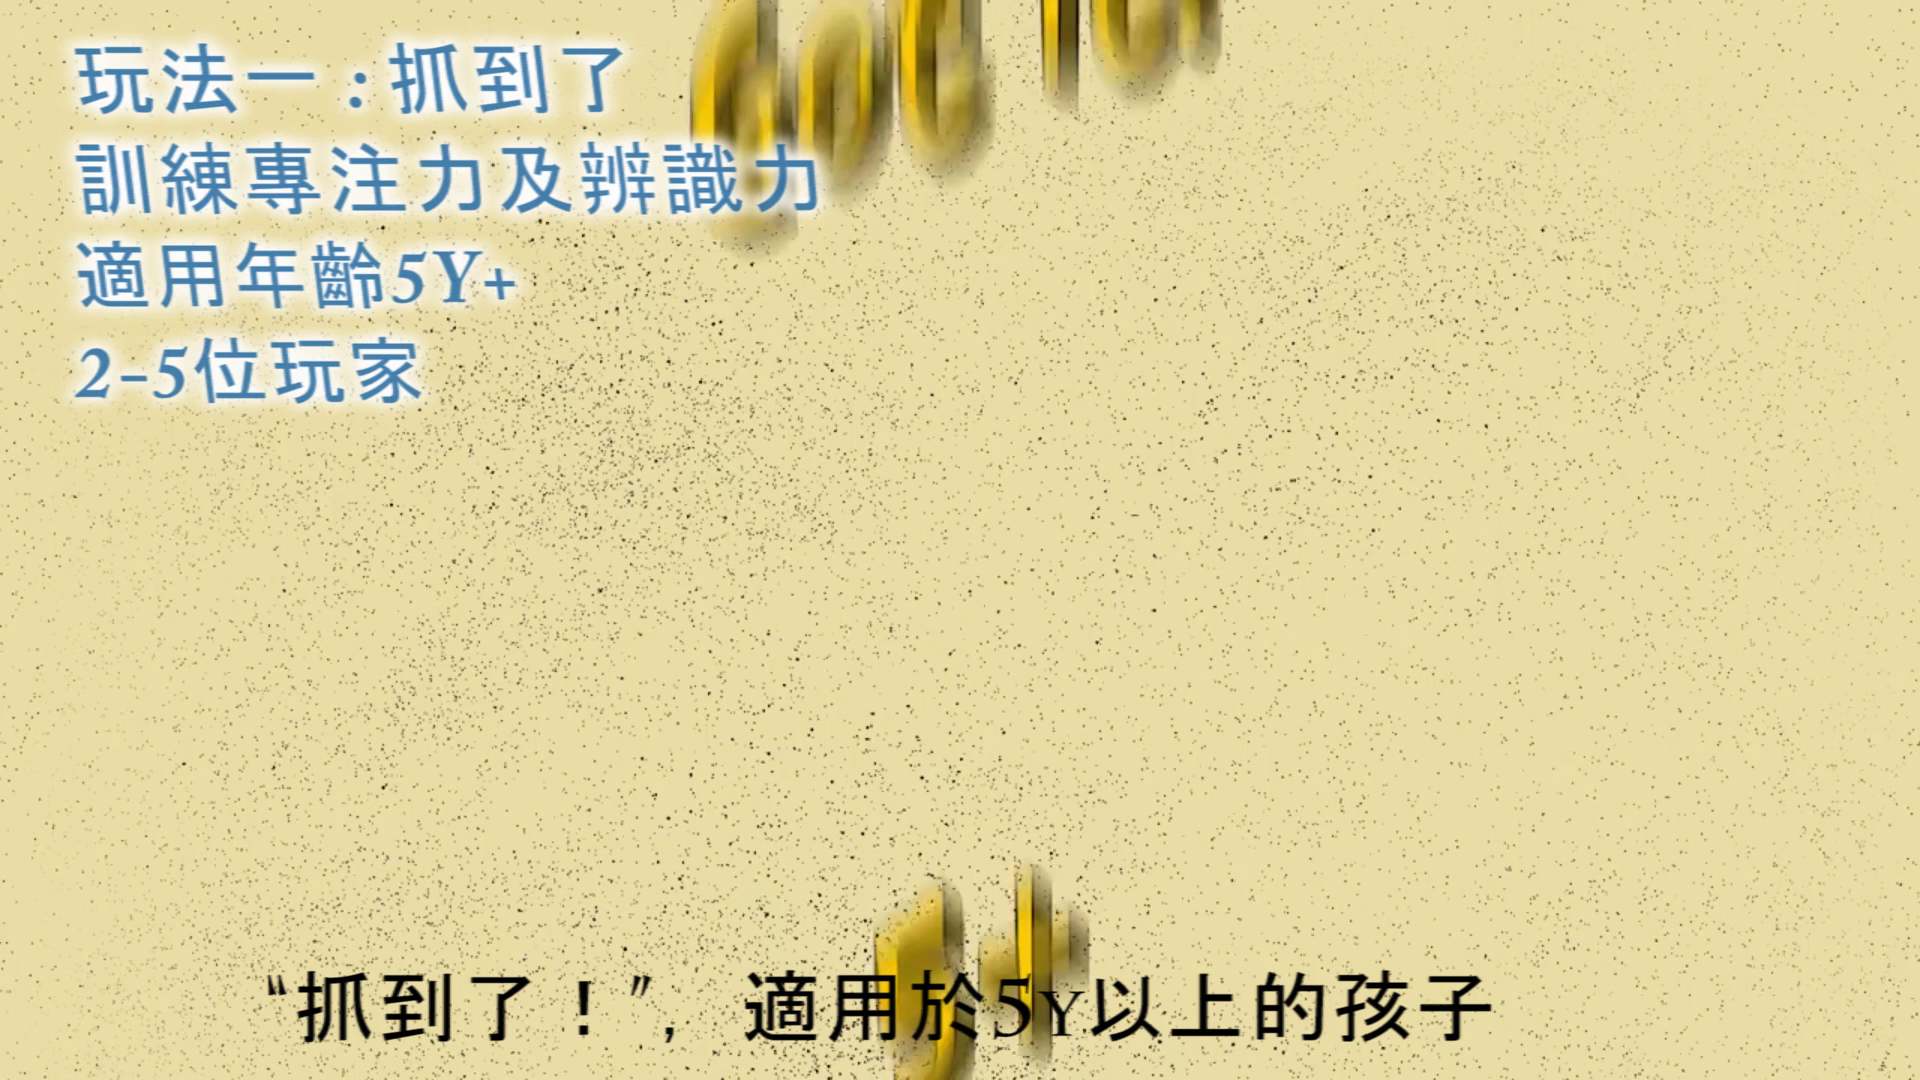 玩法一：抓到了
訓練專注力及辨識力
適用年齡5Y+
2-5位玩家
“抓到了！”，適用於5Y以上的孩子